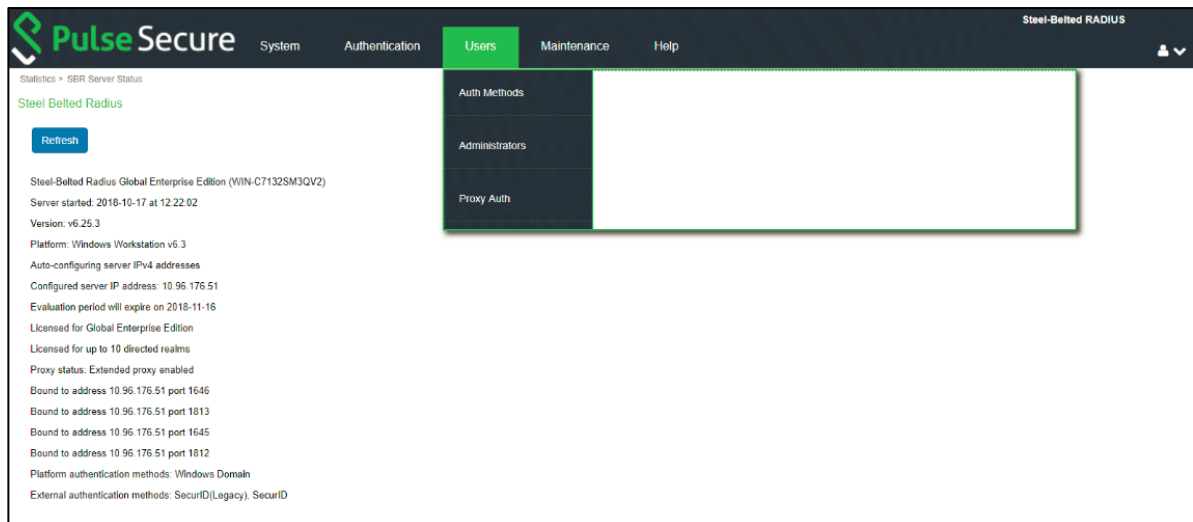 Steel-Belted RADIUS
Pulse Secure
System Authentication Users Maintenance Help
Statistics > SBR Server Status
Steel Belted Radius
Refresh
Auth Methods
Administrators
Proxy Auth
Steel-Belted Radius Global Enterprise Edition (WIN-C7132SM3QV2)
Server started: 2018-10-17 at 12:22:02
Version: v6.25.3
Platform: Windows Workstation v6.3
Auto-configuring server IPv4 addresses
Configured server IP address: 10.96.176.51
Evaluation period will expire on 2018-11-16
Licensed for Global Enterprise Edition
Licensed for up to 10 directed realms
Proxy status: Extended proxy enabled
Bound to address 10.96.176.51 port 1646
Bound to address 10.96.176.51 port 1813
Bound to address 10.96.176.51 port 1645
Bound to address 10.96.176.51 port 1812
Platform authentication methods: Windows Domain
External authentication methods: SecurID(Legacy), SecurID